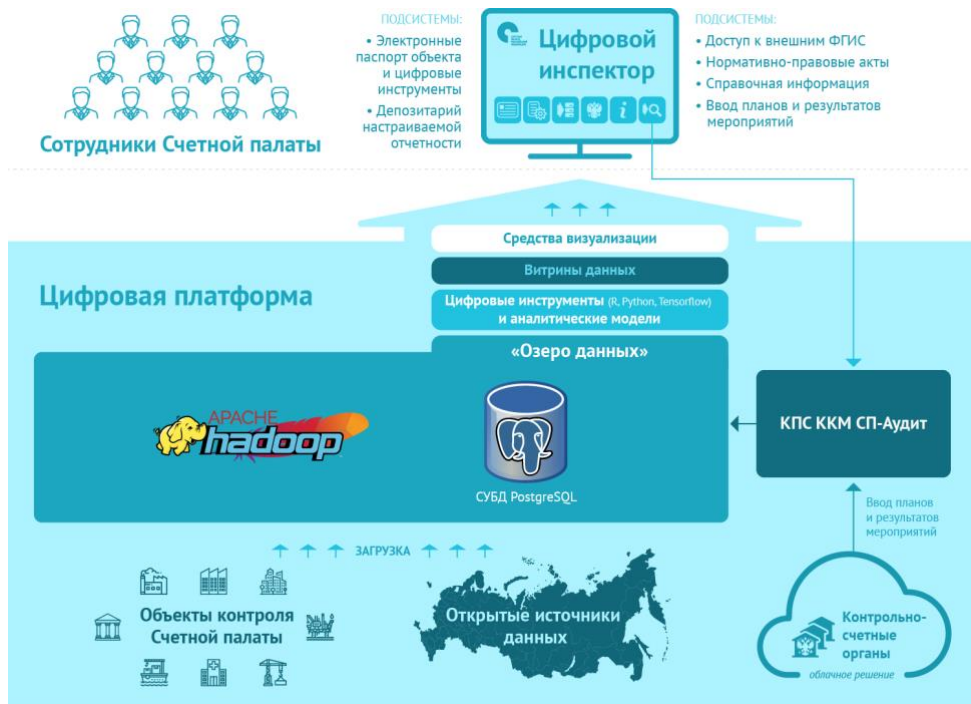 Сотрудники Счетной палаты
ПОДСИСТЕМЫ:
• Электронные
паспорт объекта
и цифровые
инструменты
• Депозитарий
настраиваемой
отчетности
Цифровой
инспектор
ПОДСИСТЕМЫ:
• Доступ к внешним ФГИС
• Нормативно-правовые акты
• Справочная информация
• Ввод планов и результатов
мероприятий
Средства визуализации
Витрины данных
Цифровая платформа
Цифровые инструменты (R, Python, Tensorflow)
и аналитические модели
«Озеро данных»
APACHE
hadoop
СУБД PostgreSQL
КПС ККМ СП-Аудит
Ввод планов
и результатов
мероприятий
ЗАГРУЗКА
Объекты контроля
Счетной палаты
Открытые источники
данных
Контрольно-
счетные
органы
облачное решение